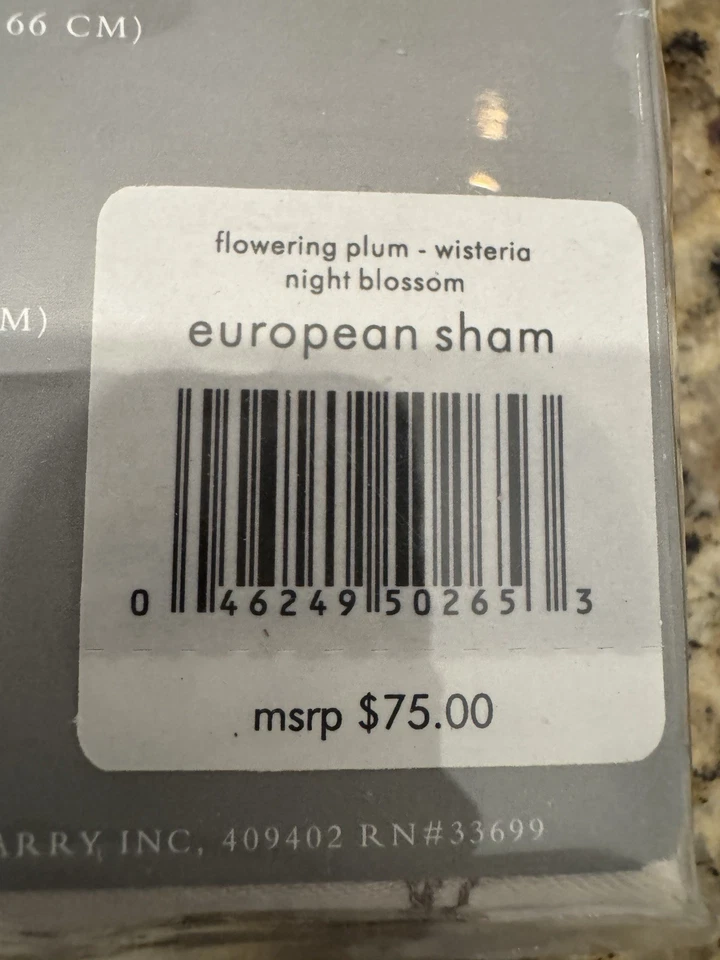 66 CM)
flowering plum - wisteria
night blossom
european sham
M)
0 46249 50265 3
msrp $75.00
ARRY, INC, 409402 RN#33699